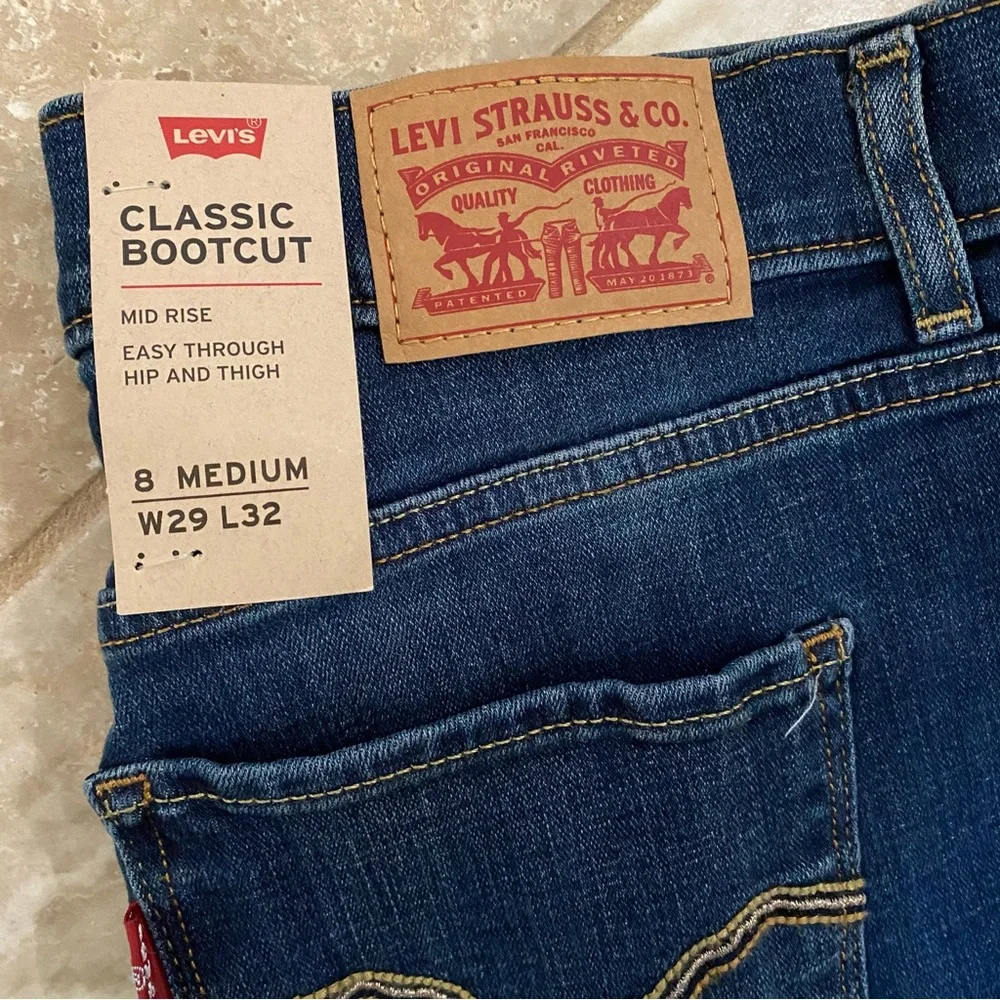 Levi's®
CLASSIC
BOOTCUT
MID RISE
EASY THROUGH
HIP AND THIGH
8 MEDIUM
W29 L32
LEVI STRAUSS & CO.
SAN FRANCISCO
CAL.
ORIGINAL RIVETED
QUALITY CLOTHING
PATENTED MAY 20 1873
®